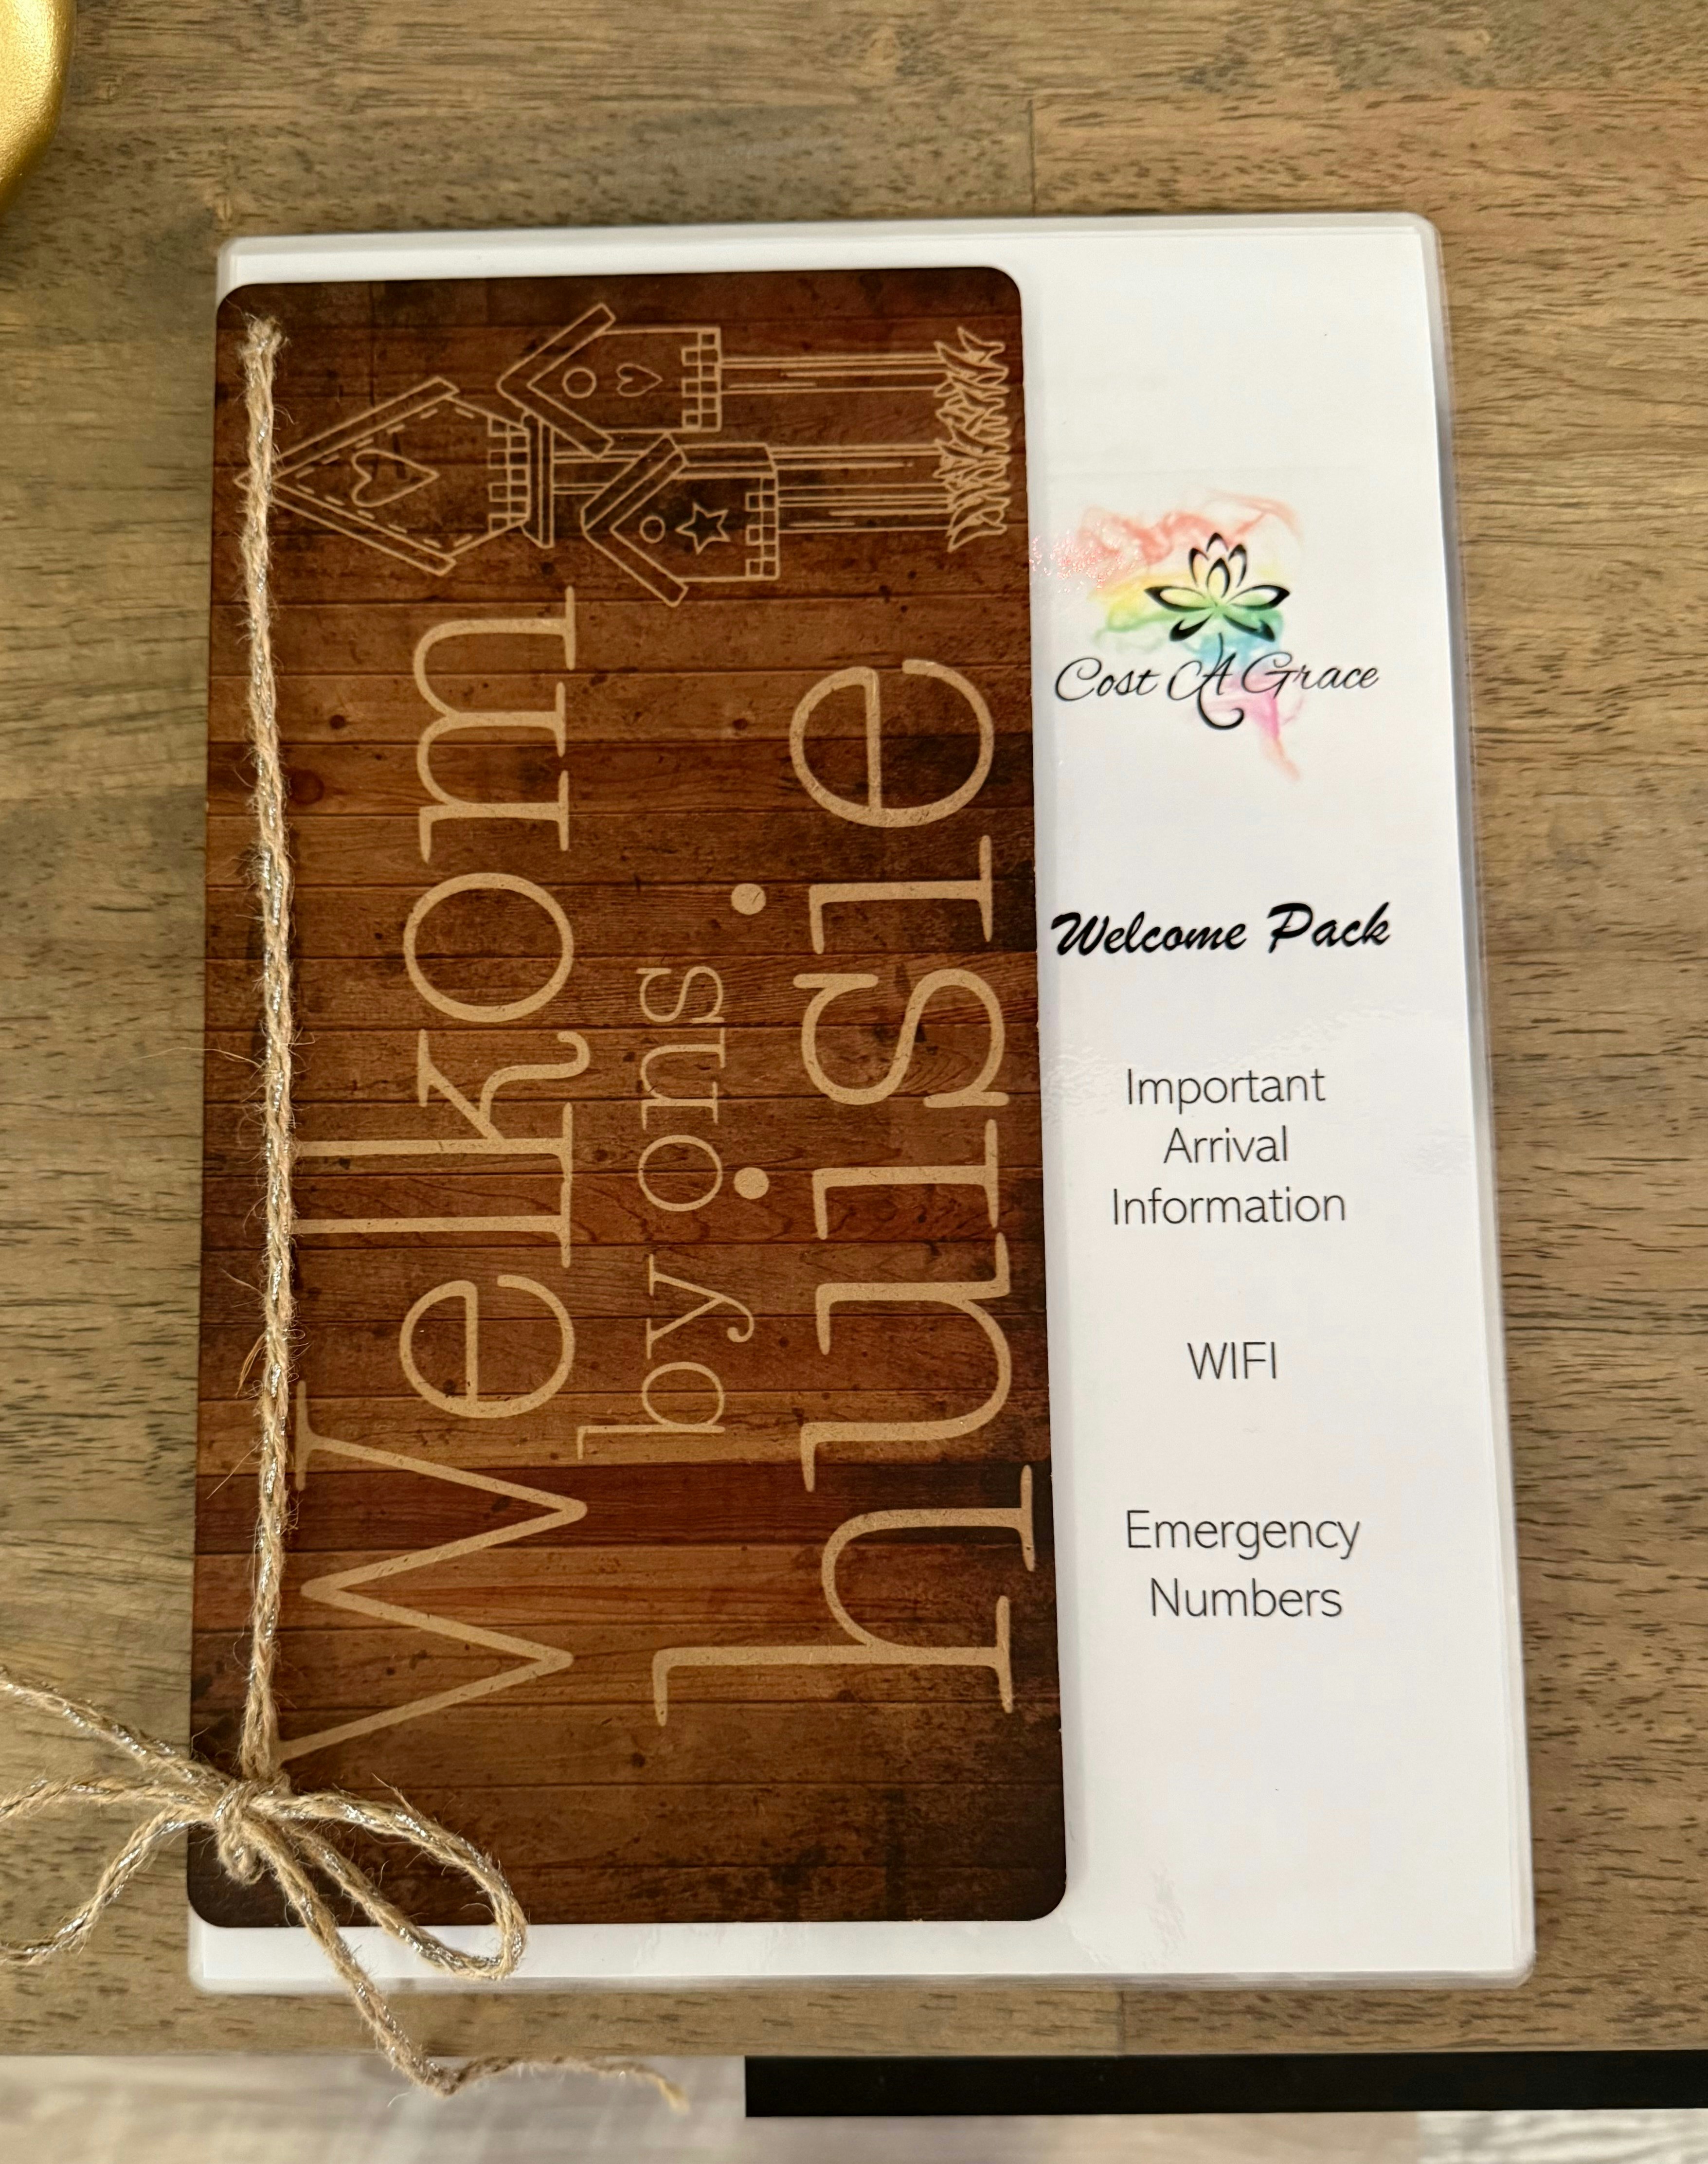 Welkom
by ons
huisie
Cost A Grace
Welcome Pack
Important
Arrival
Information
WIFI
Emergency
Numbers